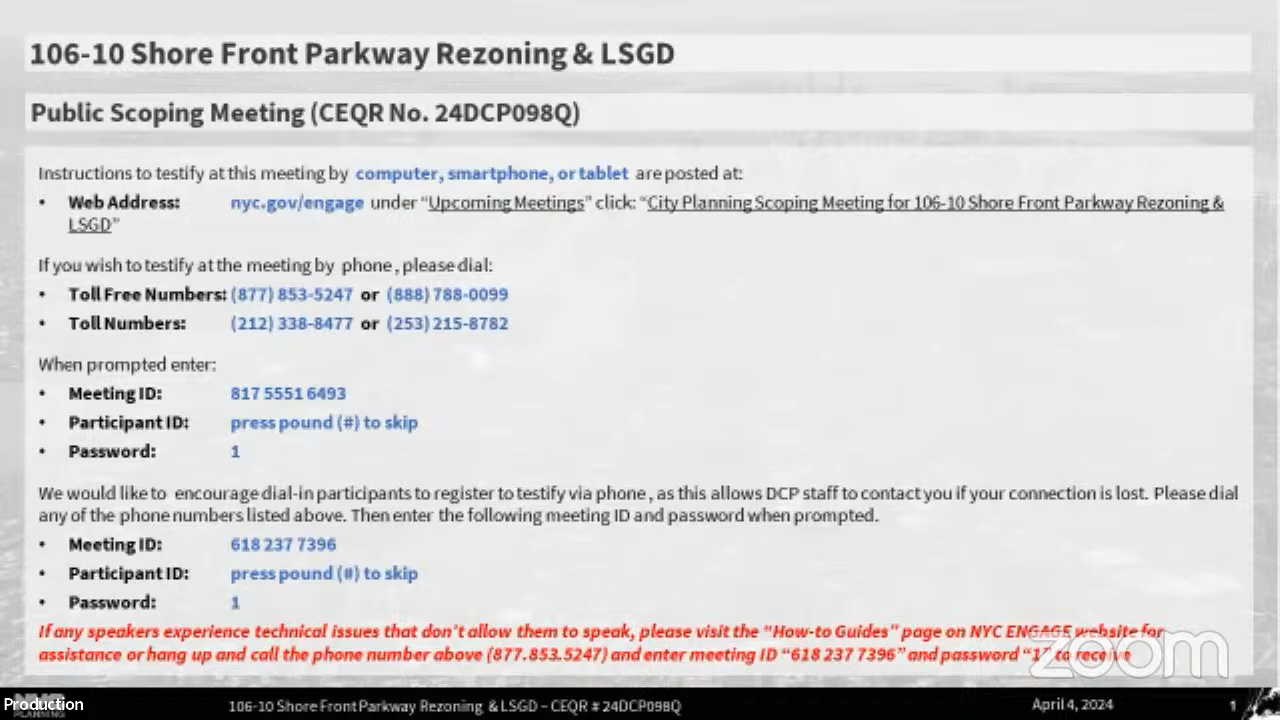 106-10 Shore Front Parkway Rezoning & LSGD
Public Scoping Meeting (CEQR No. 24DCP098Q)
Instructions to testify at this meeting by computer, smartphone, or tablet are posted at:
• Web Address: nyc.gov/engage under “Upcoming Meetings” click: “City Planning Scoping Meeting for 106-10 Shore Front Parkway Rezoning &
LSGD”
If you wish to testify at the meeting by phone, please dial:
• Toll Free Numbers: (877) 853-5247 or (888) 788-0099
• Toll Numbers: (212) 338-8477 or (253) 215-8782
When prompted enter:
• Meeting ID: 817 5551 6493
• Participant ID: press pound (#) to skip
• Password: 1
We would like to encourage dial-in participants to register to testify via phone, as this allows DCP staff to contact you if your connection is lost. Please dial
any of the phone numbers listed above. Then enter the following meeting ID and password when prompted.
• Meeting ID: 618 237 7396
• Participant ID: press pound (#) to skip
• Password: 1
If any speakers experience technical issues that don’t allow them to speak, please visit the “How-to Guides” page on NYC ENGAGE website for
assistance or hang up and call the phone number above (877.853.5247) and enter meeting ID “618 237 7396” and password “1” to receive
zoom
Production
PLANNING
106-10 Shore Front Parkway Rezoning & LSGD – CEQR # 24DCP098Q
April 4, 2024
1